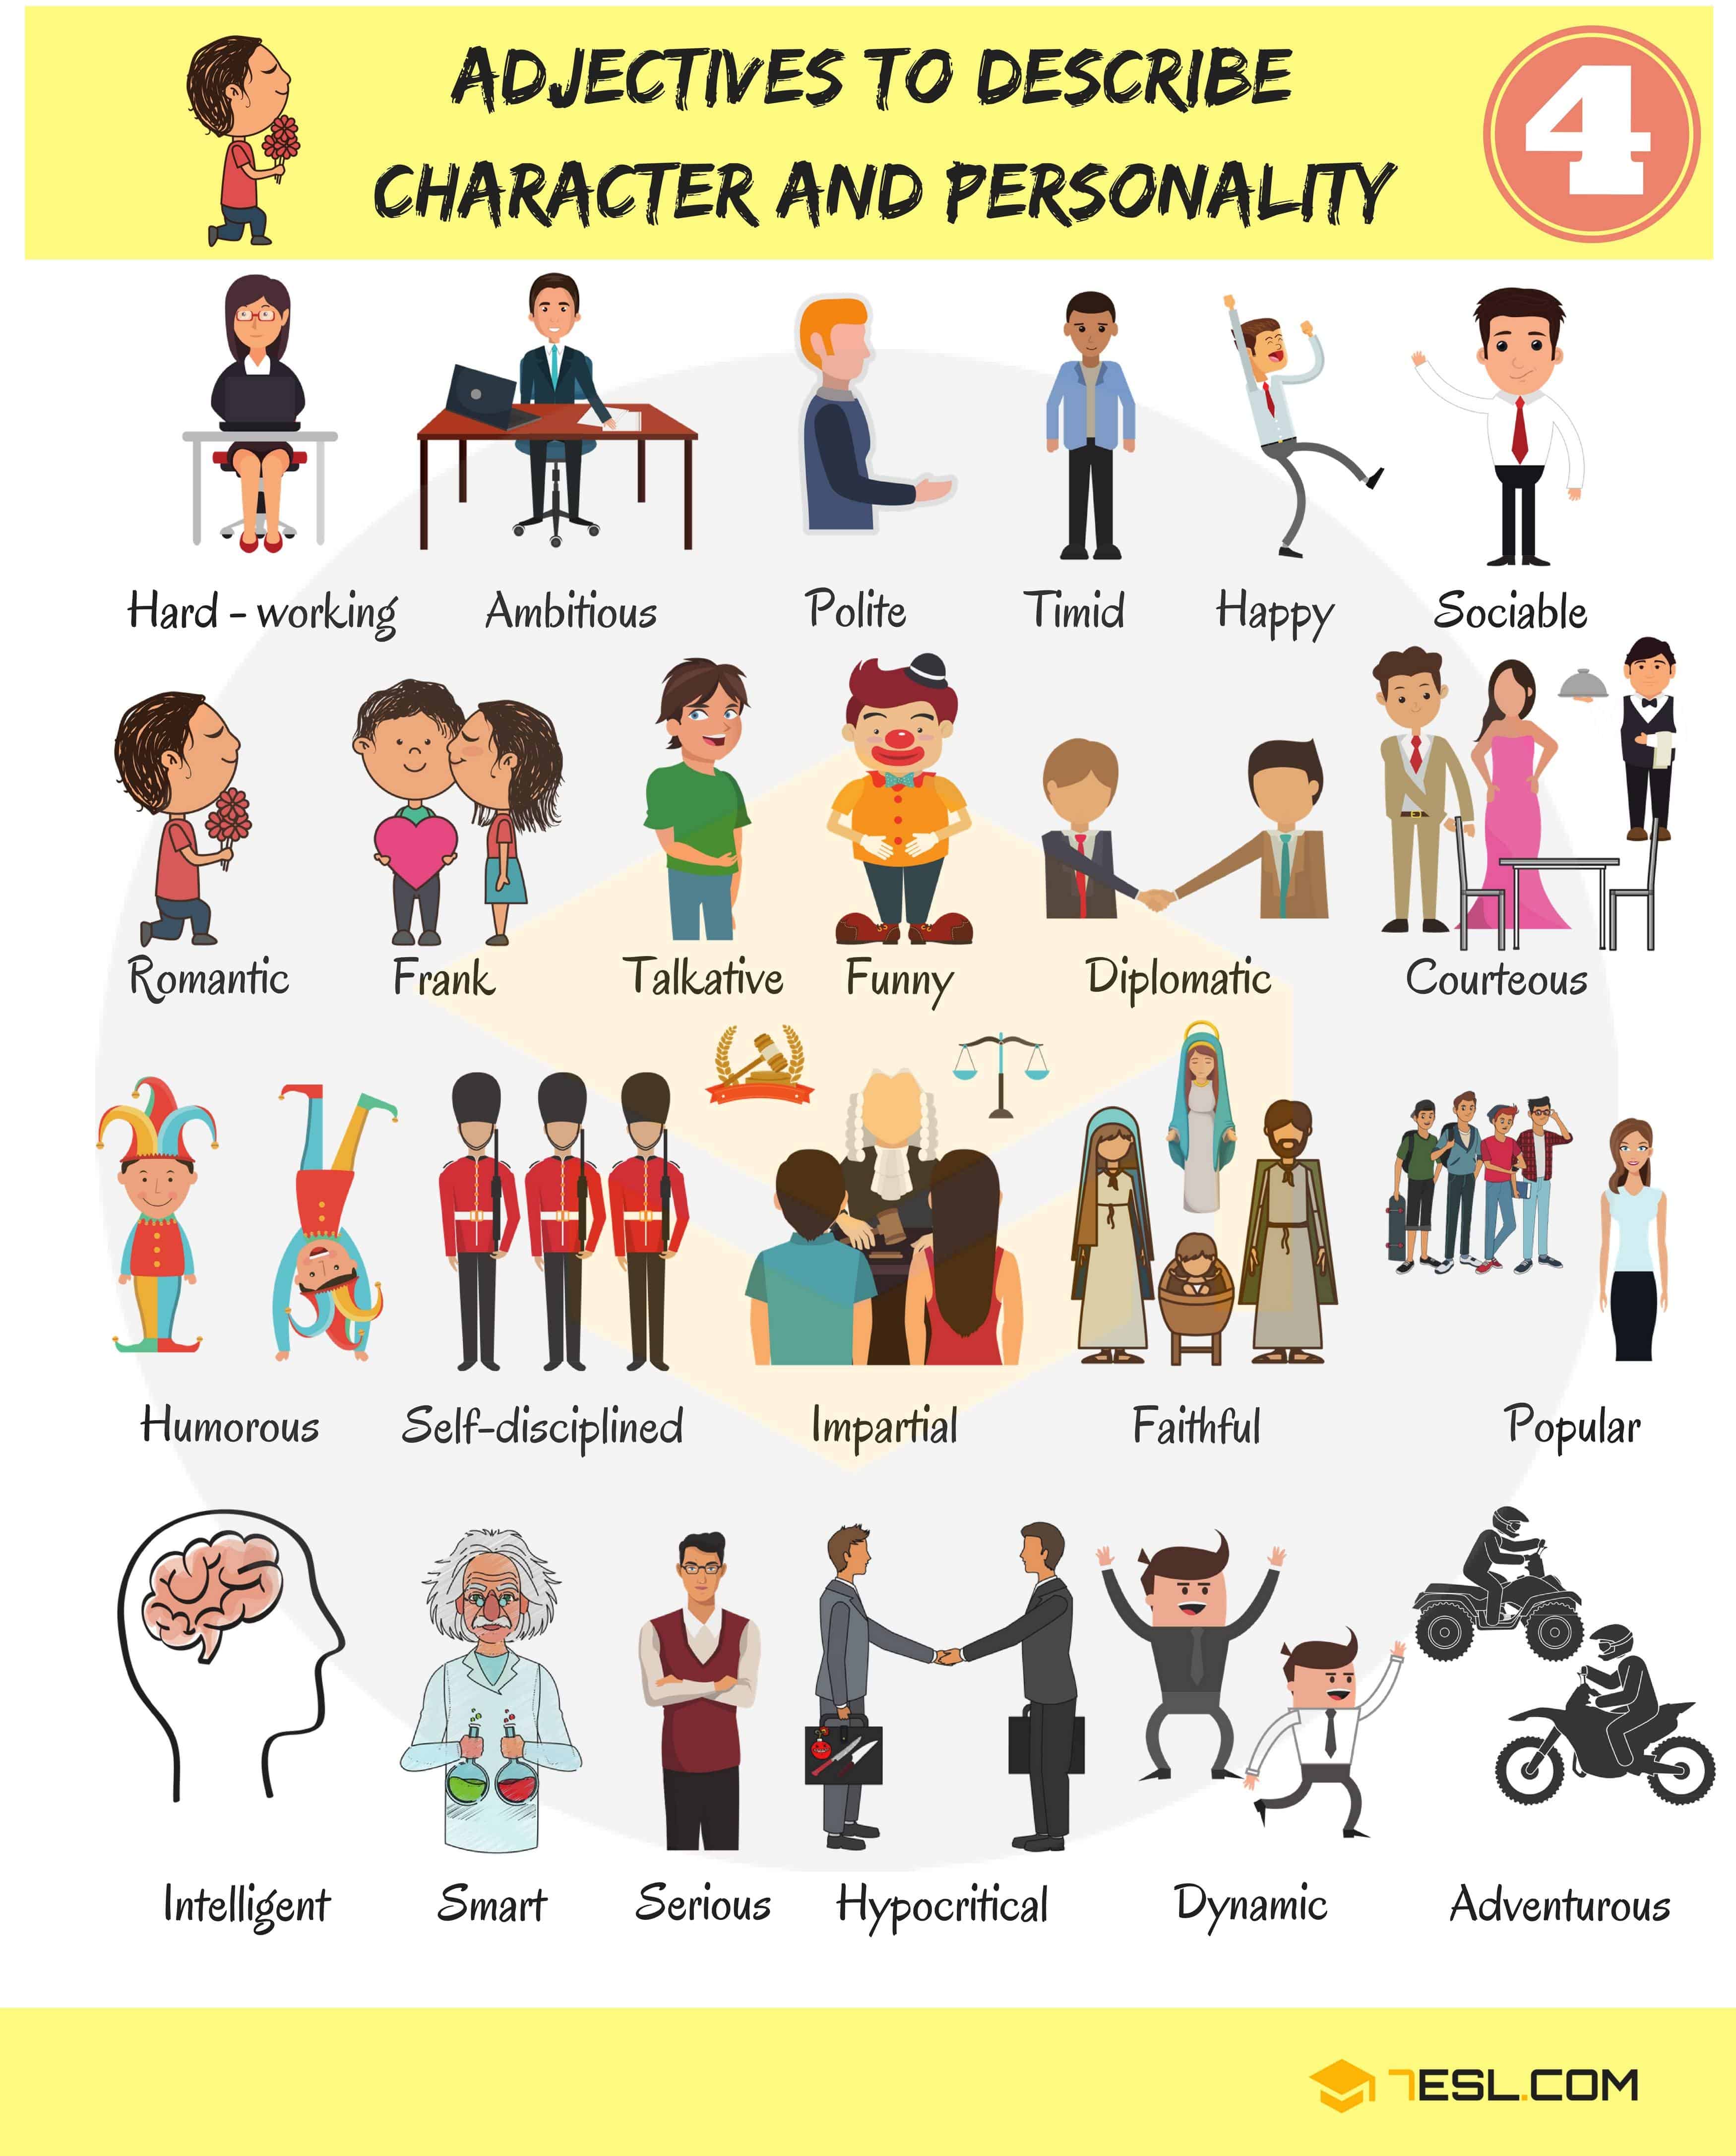 ADJECTIVES TO DESCRIBE
CHARACTER AND PERSONALITY
4
Hard - working
Ambitious
Polite
Timid
Happy
Sociable
Romantic
Frank
Talkative
Funny
Diplomatic
Courteous
Humorous
Self-disciplined
Impartial
Faithful
Popular
Intelligent
Smart
Serious
Hypocritical
Dynamic
Adventurous
7ESL.COM